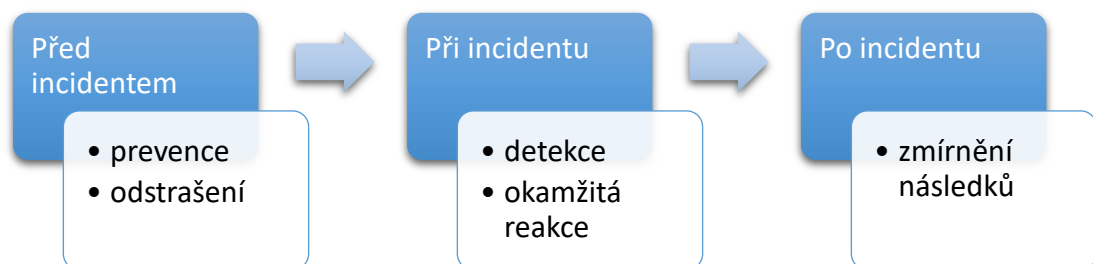 Před
incidentem
• prevence
• odstrašení
Při incidentu
• detekce
• okamžitá
reakce
Po incidentu
• zmírnění
následků